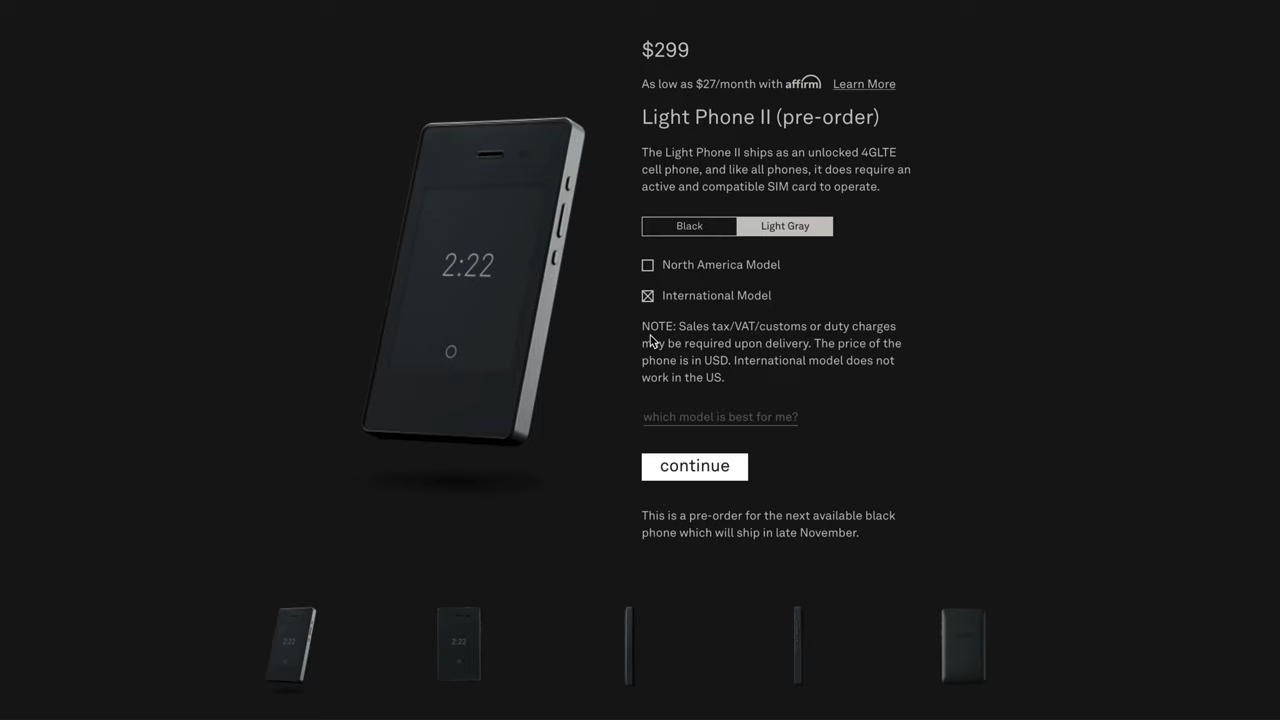 $299
As low as $27/month with affirm Learn More
Light Phone II (pre-order)
The Light Phone II ships as an unlocked 4GLTE
cell phone, and like all phones, it does require an
active and compatible SIM card to operate.
Black Light Gray
North America Model
International Model
NOTE: Sales tax/VAT/customs or duty charges
may be required upon delivery. The price of the
phone is in USD. International model does not
work in the US.
which model is best for me?
continue
This is a pre-order for the next available black
phone which will ship in late November.
2:22
2:22
2:22